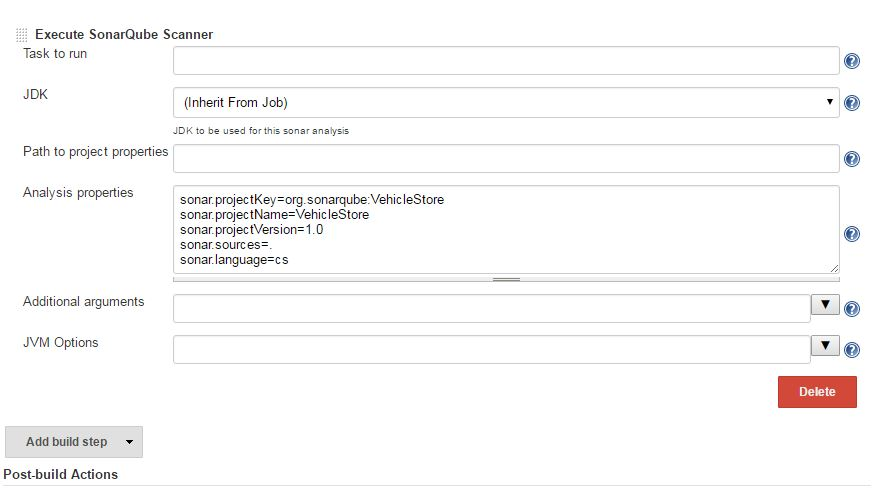 Execute SonarQube Scanner
Task to run
JDK
(Inherit From Job)
JDK to be used for this sonar analysis
Path to project properties
Analysis properties
sonar.projectKey=org.sonarqube:VehicleStore
sonar.projectName=VehicleStore
sonar.projectVersion=1.0
sonar.sources=.
sonar.language=cs
Additional arguments
JVM Options
Delete
Add build step
Post-build Actions